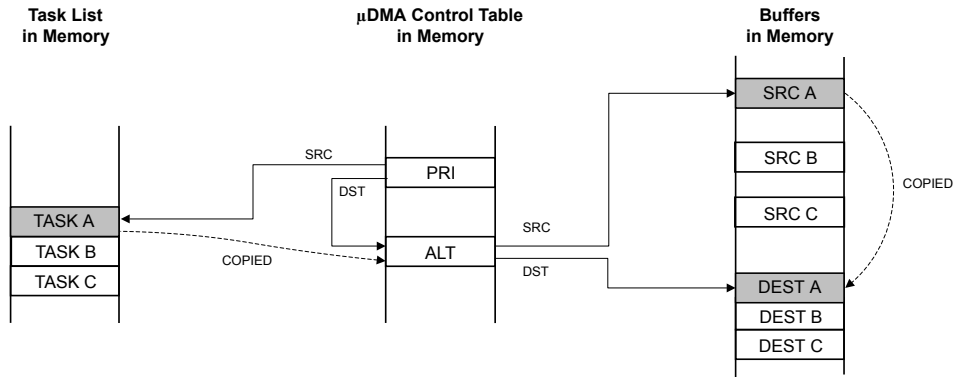 Task List
in Memory
μDMA Control Table
in Memory
Buffers
in Memory
SRC A
SRC
PRI
SRC B
DST
COPIED
TASK A
SRC C
SRC
TASK B
COPIED
ALT
DST
TASK C
DEST A
DEST B
DEST C